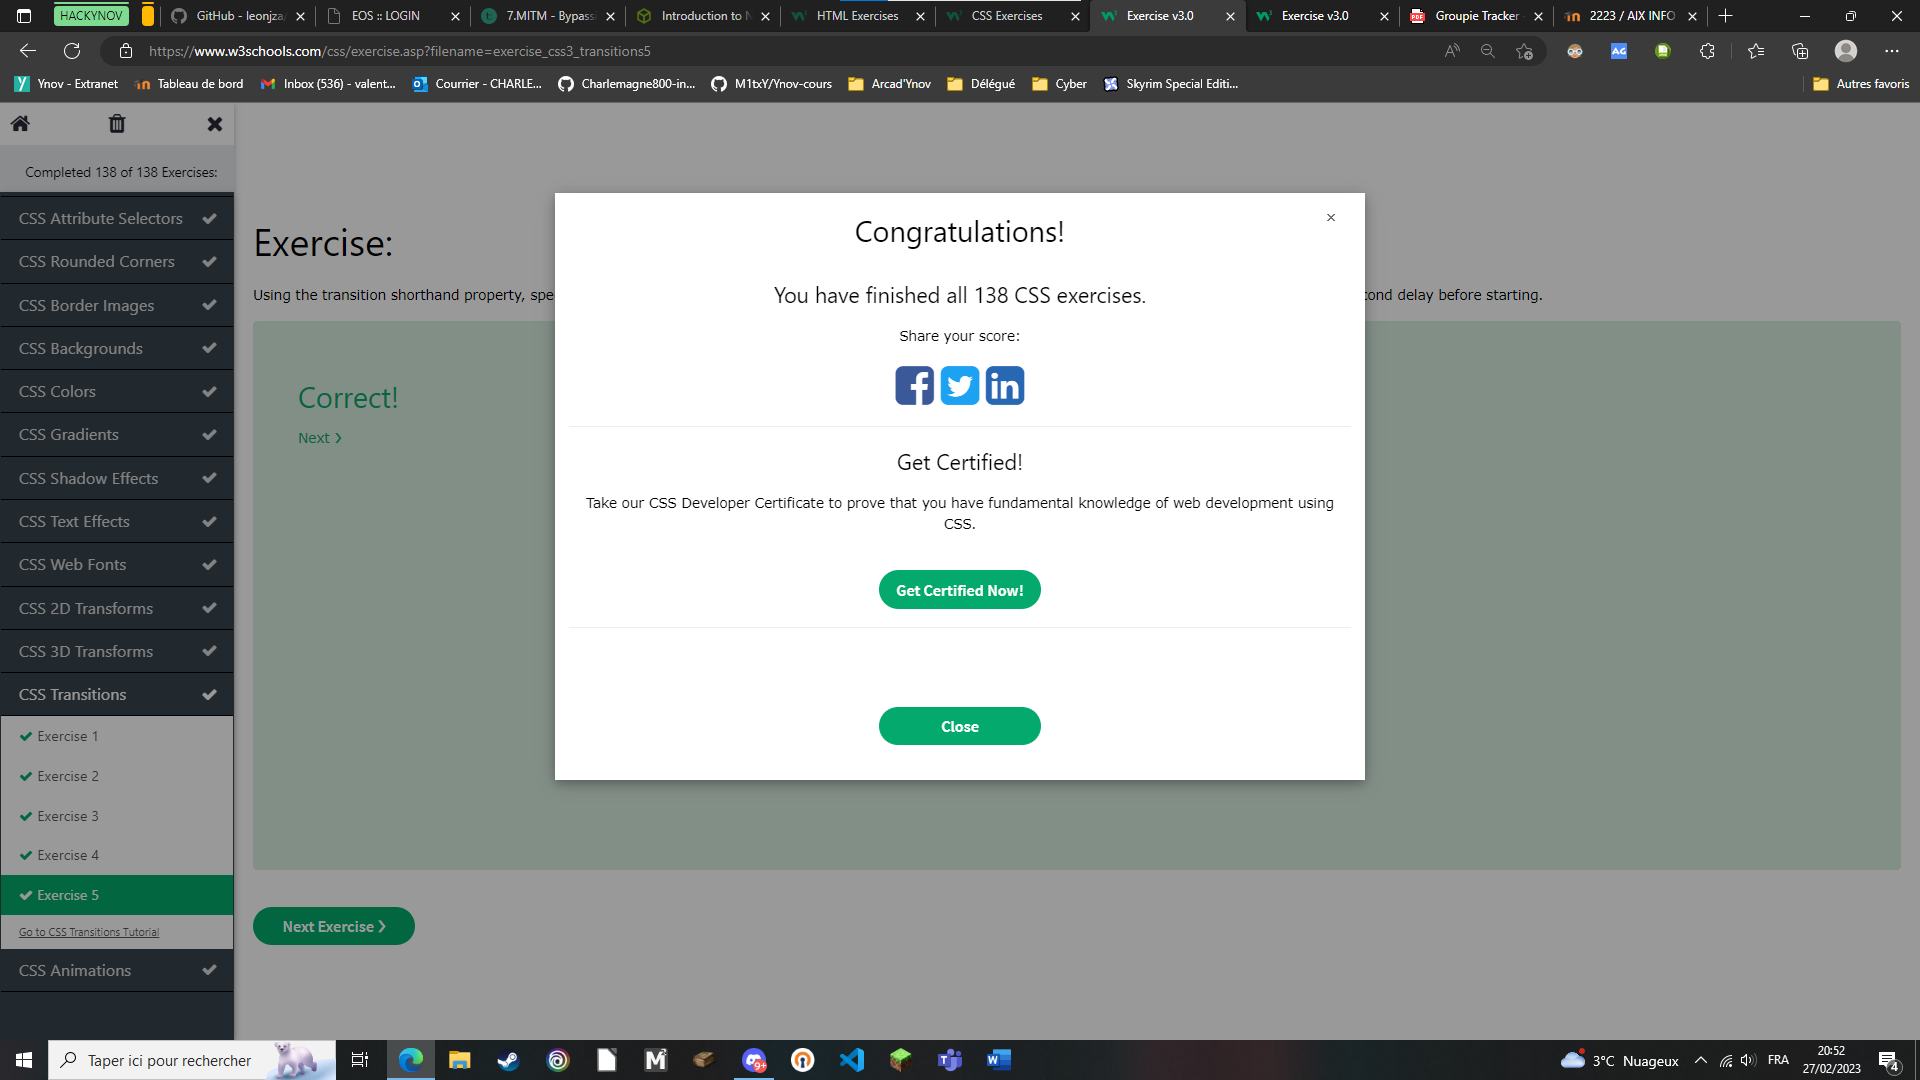 HACKYNOV
GitHub - leonjza/
EOS :: LOGIN
7.MITM - Bypass
Introduction to N
HTML Exercises
CSS Exercises
Exercise v3.0
Exercise v3.0
Groupie Tracker
2223 / AIX INFO
https://www.w3schools.com/css/exercise.asp?filename=exercise_css3_transitions5
Ynov - Extranet
Tableau de bord
Inbox (536) - valent...
Courrier - CHARLE...
Charlemagne800-in...
M1txY/Ynov-cours
Arcad'Ynov
Délégué
Cyber
Skyrim Special Editi...
Autres favoris
Completed 138 of 138 Exercises:
CSS Attribute Selectors
CSS Rounded Corners
CSS Border Images
CSS Backgrounds
CSS Colors
CSS Gradients
CSS Shadow Effects
CSS Text Effects
CSS Web Fonts
CSS 2D Transforms
CSS 3D Transforms
CSS Transitions
Exercise 1
Exercise 2
Exercise 3
Exercise 4
Exercise 5
Go to CSS Transitions Tutorial
CSS Animations
Exercise:
Using the transition shorthand property, spe
ond delay before starting.
Correct!
Next ❯
Next Exercise ❯
×
Congratulations!
You have finished all 138 CSS exercises.
Share your score:
Get Certified!
Take our CSS Developer Certificate to prove that you have fundamental knowledge of web development using
CSS.
Get Certified Now!
Close
Taper ici pour rechercher
9+
3°C Nuageux
FRA
20:52
27/02/2023
4